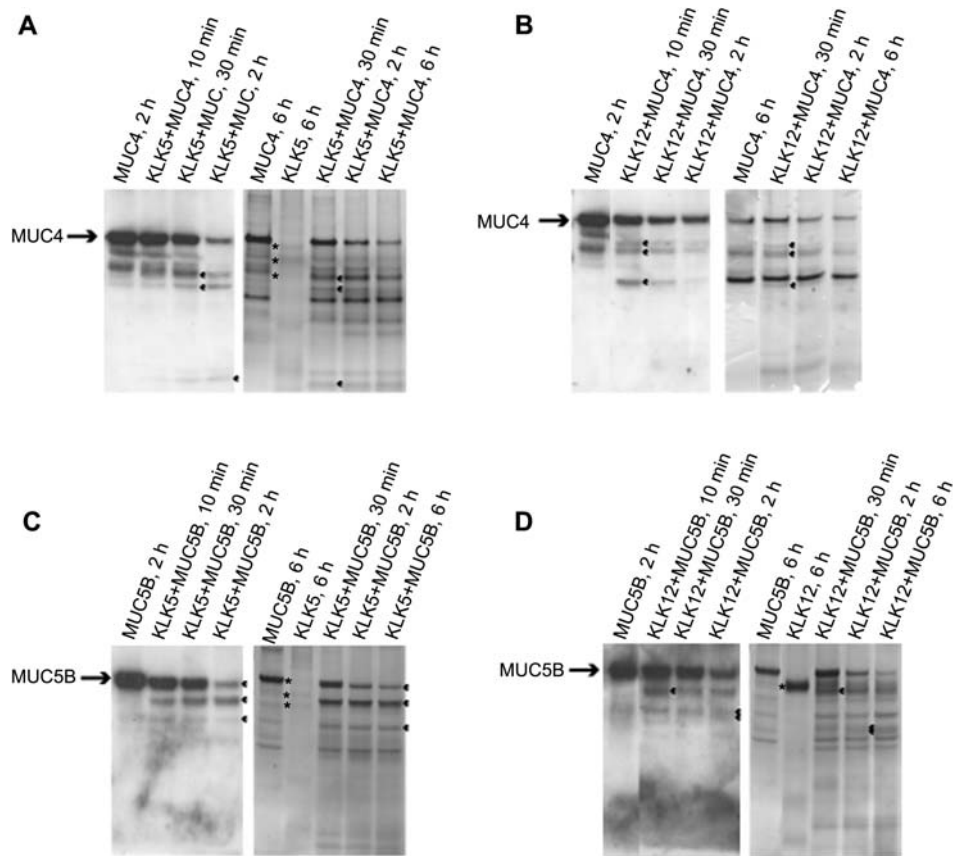 A
MUC4, 2 h
KLK5+MUC4, 10 min
KLK5+MUC, 30 min
KLK5+MUC, 2 h
MUC4, 6 h
KLK5, 6 h
KLK5+MUC4, 30 min
KLK5+MUC4, 2 h
KLK5+MUC4, 6 h
MUC4
B
MUC4, 2 h
KLK12+MUC4, 10 min
KLK12+MUC4, 30 min
KLK12+MUC4, 2 h
MUC4, 6 h
KLK12+MUC4, 30 min
KLK12+MUC4, 2 h
KLK12+MUC4, 6 h
MUC4
C
MUC5B, 2 h
KLK5+MUC5B, 10 min
KLK5+MUC5B, 30 min
KLK5+MUC5B, 2 h
MUC5B, 6 h
KLK5, 6 h
KLK5+MUC5B, 30 min
KLK5+MUC5B, 2 h
KLK5+MUC5B, 6 h
MUC5B
D
MUC5B, 2 h
KLK12+MUC5B, 10 min
KLK12+MUC5B, 30 min
KLK12+MUC5B, 2 h
MUC5B, 6 h
KLK12, 6 h
KLK12+MUC5B, 30 min
KLK12+MUC5B, 2 h
KLK12+MUC5B, 6 h
MUC5B